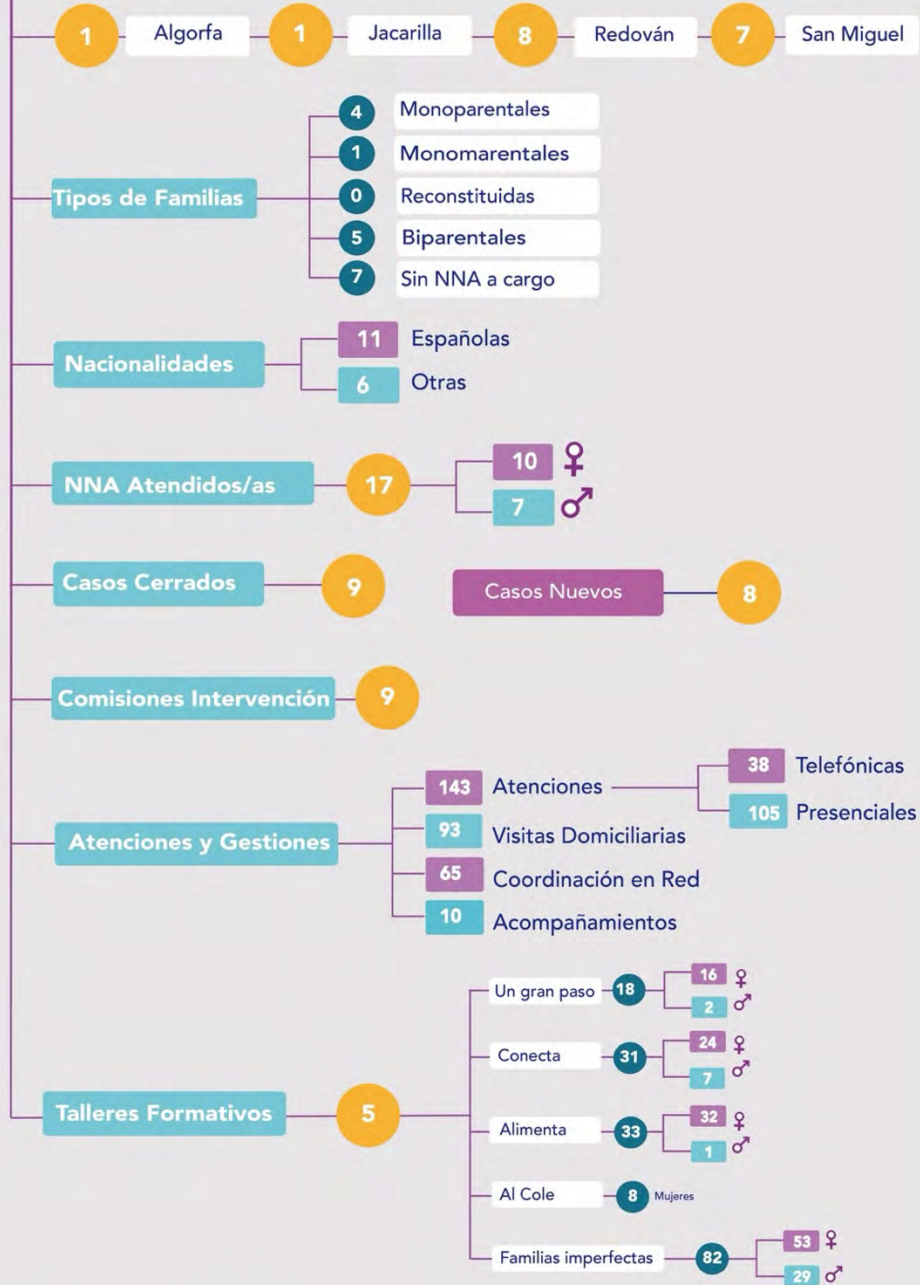 1 Algorfa 1 Jacarilla 8 Redován 7 San Miguel
Tipos de Familias
4 Monoparentales
1 Monomarentales
0 Reconstituidas
5 Biparentales
7 Sin NNA a cargo
Nacionalidades
11 Españolas
6 Otras
NNA Atendidos/as 17
10 ♀
7 ♂
Casos Cerrados 9
Casos Nuevos 8
Comisiones Intervención 9
Atenciones y Gestiones
143 Atenciones
38 Telefónicas
105 Presenciales
93 Visitas Domiciliarias
65 Coordinación en Red
10 Acompañamientos
Talleres Formativos 5
Un gran paso 18
16 ♀
2 ♂
Conecta 31
24 ♀
7 ♂
Alimenta 33
32 ♀
1 ♂
Al Cole 8 Mujeres
Familias imperfectas 82
53 ♀
29 ♂